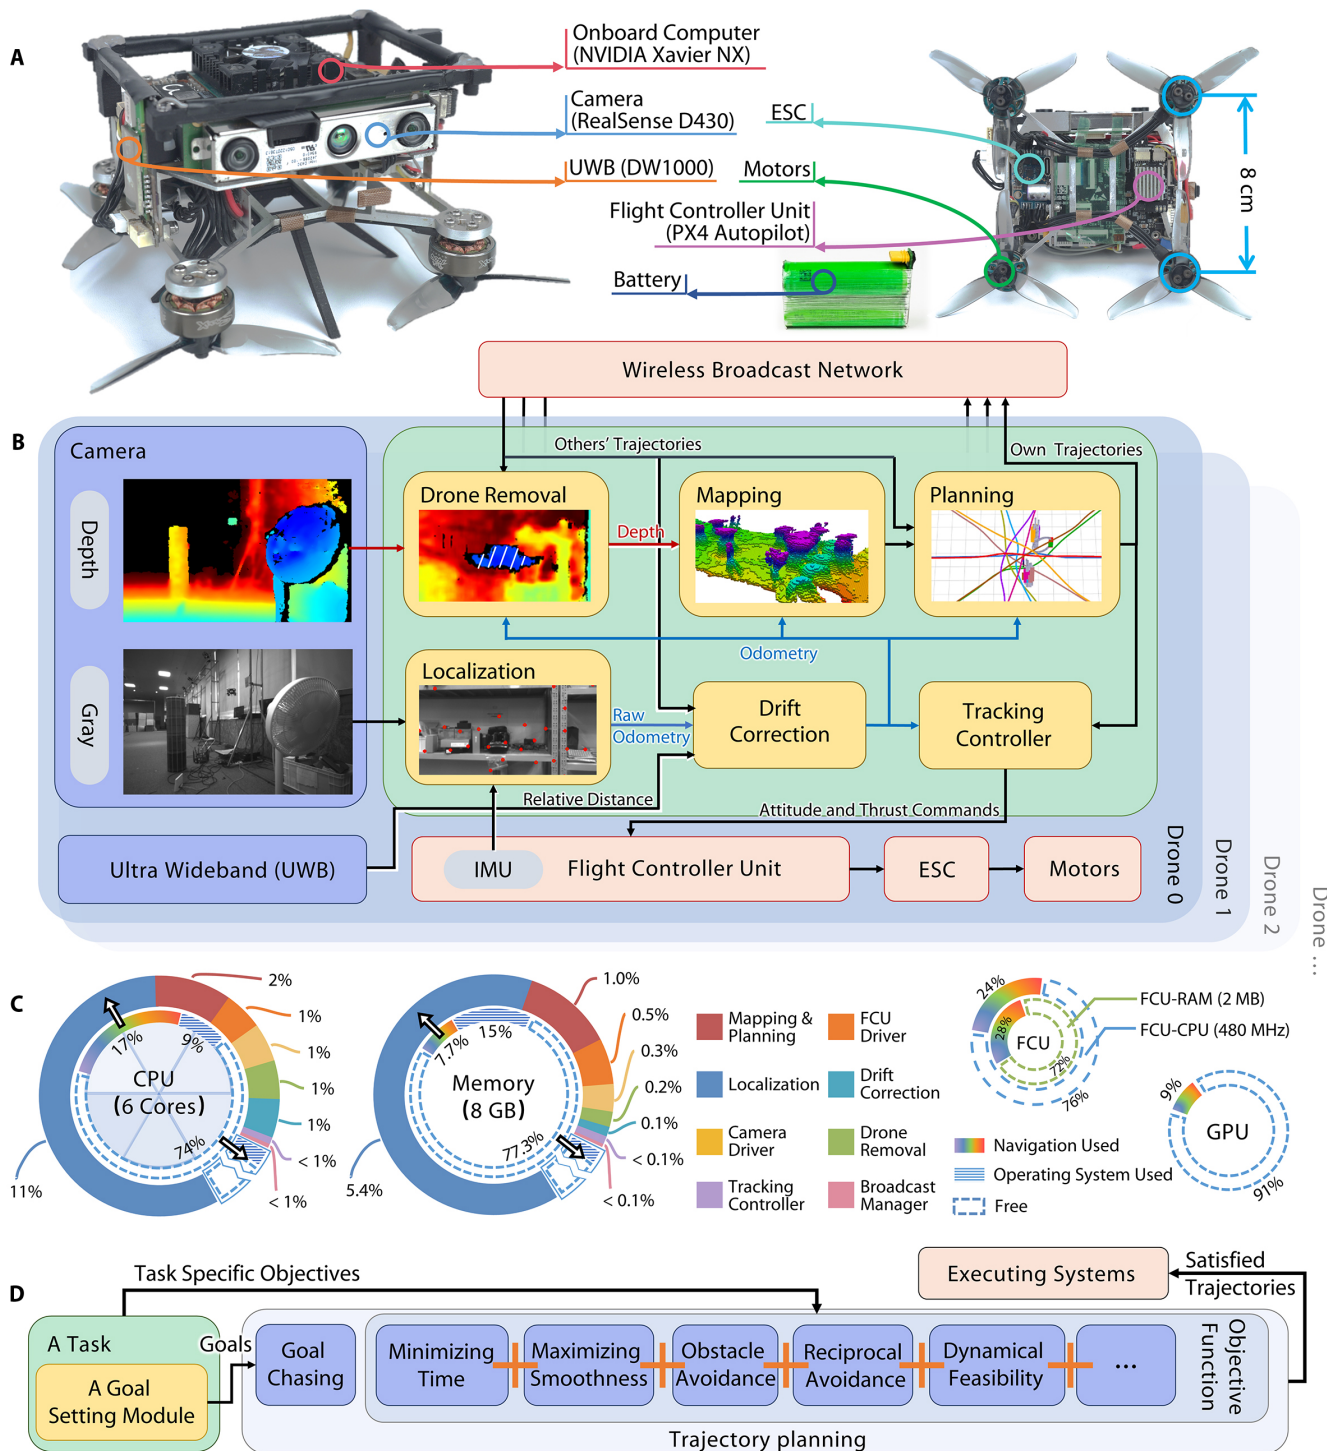 A
Onboard Computer
(NVIDIA Xavier NX)
Camera
(RealSense D430)
UWB (DW1000)
ESC
Motors
Flight Controller Unit
(PX4 Autopilot)
Battery
8 cm
Wireless Broadcast Network
B
Camera
Depth
Gray
Others' Trajectories
Own Trajectories
Drone Removal
Depth
Mapping
Planning
Odometry
Localization
Raw
Odometry
Drift
Correction
Tracking
Controller
Relative Distance
Attitude and Thrust Commands
Ultra Wideband (UWB)
IMU
Flight Controller Unit
ESC
Motors
Drone 0
Drone 1
Drone 2
Drone ...
C
CPU
(6 Cores)
17%
9%
74%
2%
1%
1%
1%
1%
< 1%
< 1%
11%
Memory
(8 GB)
7.7%
15%
77.3%
1.0%
0.5%
0.3%
0.2%
0.1%
< 0.1%
< 0.1%
5.4%
Mapping &
Planning
FCU
Driver
Localization
Drift
Correction
Camera
Driver
Drone
Removal
Tracking
Controller
Broadcast
Manager
24%
28%
FCU
72%
76%
FCU-RAM (2 MB)
FCU-CPU (480 MHz)
9%
GPU
91%
Navigation Used
Operating System Used
Free
D
Task Specific Objectives
Executing Systems
Satisfied
Trajectories
A Task
A Goal
Setting Module
Goals
Goal
Chasing
Minimizing
Time
Maximizing
Smoothness
Obstacle
Avoidance
Reciprocal
Avoidance
Dynamical
Feasibility
...
Objective
Function
Trajectory planning